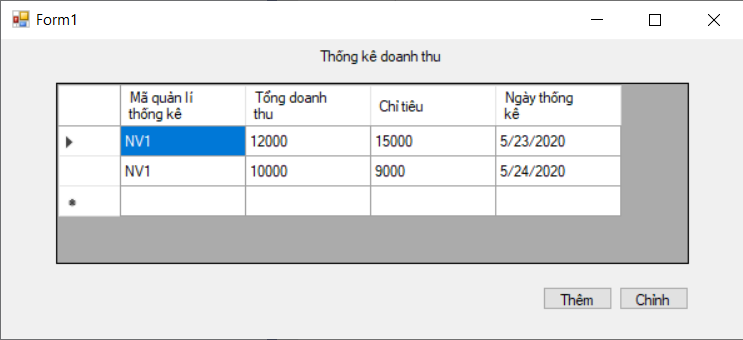 Form1
Thống kê doanh thu
Mã quản lí thống kê Tổng doanh thu Chỉ tiêu Ngày thống kê
NV1 12000 15000 5/23/2020
NV1 10000 9000 5/24/2020
Thêm Chỉnh